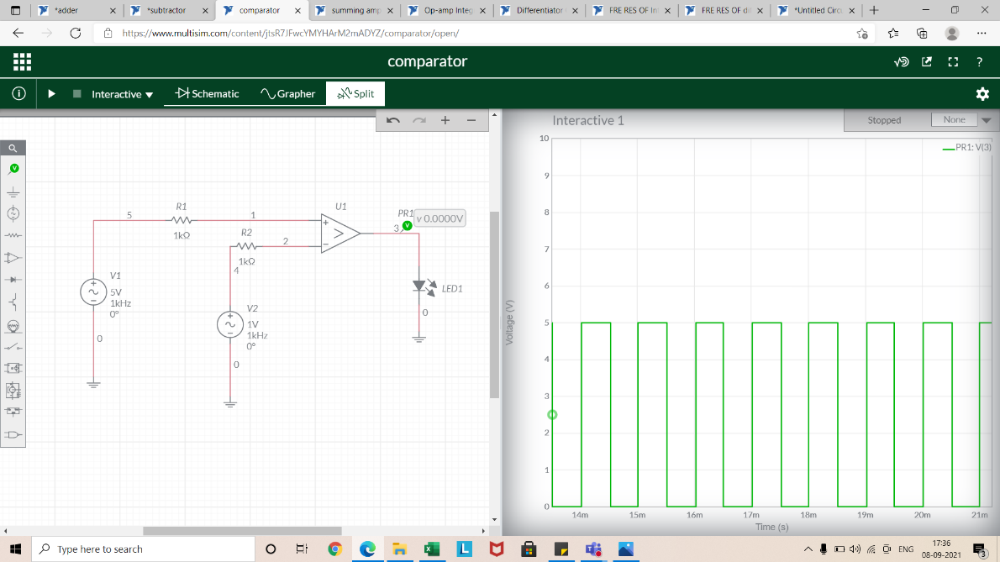 *adder
*subtractor
comparator
summing amp
Op-amp Integ
Differentiator
FRE RES OF In
FRE RES OF dif
*Untitled Circ
https://www.multisim.com/content/jtsR7JFwcYMYHArM2mADYZ/comparator/open/
comparator
?
Interactive
Schematic
Grapher
Split
Interactive 1
Stopped
None
PR1: V(3)
10
9
8
7
6
5
4
3
2
1
0
Voltage (V)
14m
15m
16m
17m
18m
19m
20m
21m
Time (s)
5
R1
1kΩ
1
R2
1kΩ
2
4
U1
PR1
v 0.0000V
3
V
V1
5V
1kHz
0°
0
V2
1V
1kHz
0°
0
LED1
0
Type here to search
ENG
17:36
08-09-2021
3